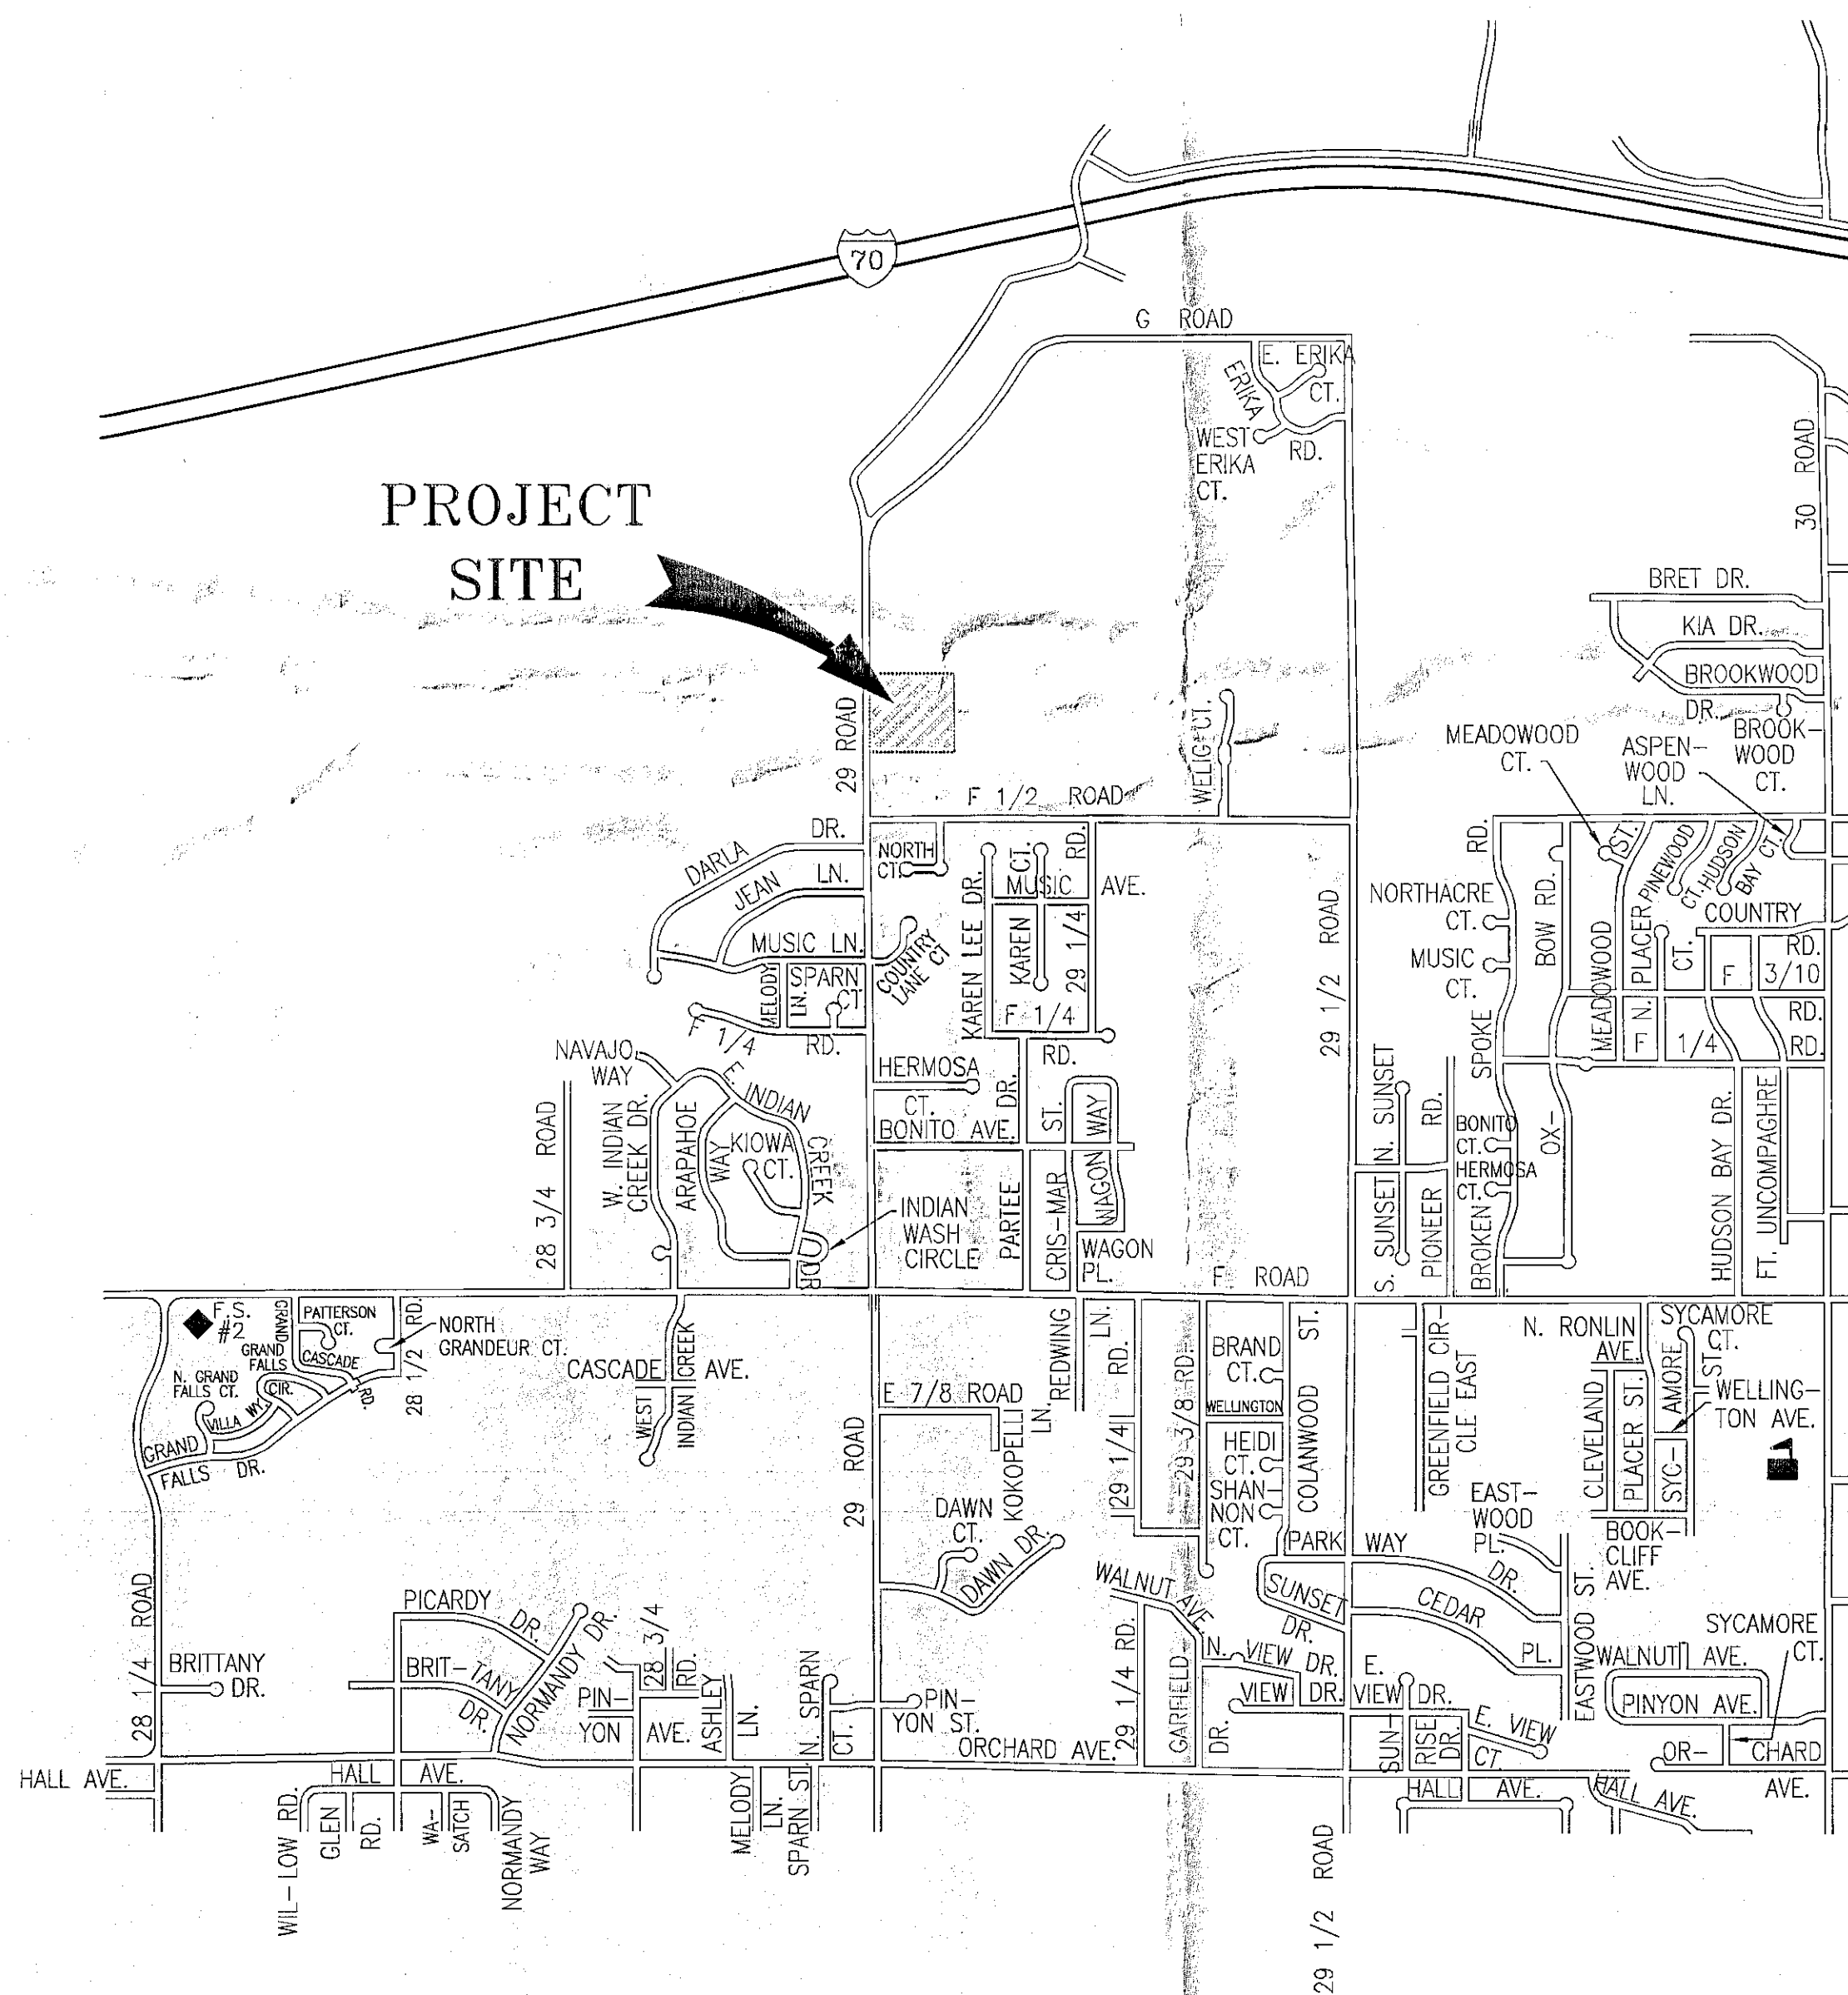 70
G ROAD
E. ERIKA
CT.
ERIKA
RD.
WEST
ERIKA
CT.
30 ROAD
PROJECT
SITE
BRET DR.
KIA DR.
BROOKWOOD
DR.
BROOK-
WOOD
CT.
MEADOWOOD
CT.
ASPEN-
WOOD
LN.
29 ROAD
WELIG CT.
F 1/2 ROAD
DARLA
DR.
JEAN
LN.
NORTH
CT.
MUSIC LN.
MELODY
LN.
SPARN
CT.
COUNTRY
LANE CT
KAREN LEE DR.
KAREN
CT.
MUSIC
AVE.
29 1/4
RD.
F 1/4
RD.
F 1/4
RD.
29 1/2 ROAD
NORTHACRE
CT.
MUSIC
CT.
BROKEN
SPOKE
RD.
OX-
BOW RD.
MEADOWOOD
ST.
PINEWOOD
CT.
HUDSON
BAY
CT.
N. PLACER
CT.
COUNTRY
RD.
F
3/10
RD.
F
1/4
RD.
NAVAJO
WAY
W. INDIAN
CREEK DR.
ARAPAHOE
WAY
KIOWA
CT.
E. INDIAN
CREEK
DR
HERMOSA
CT.
BONITO AVE.
PARTEE
DR.
CRIS-MAR
ST.
WAGON
WAY
WAGON
PL.
INDIAN
WASH
CIRCLE
28 3/4 ROAD
S. SUNSET
N. SUNSET
PIONEER
RD.
BONITO
CT.
HERMOSA
CT.
HUDSON BAY DR.
FT. UNCOMPAGHRE
F ROAD
F.S.
#2
GRAND
CASCADE
RD.
PATTERSON
CT.
28 1/2 RD.
NORTH
GRANDEUR CT.
GRAND
FALLS
CIR.
N. GRAND
FALLS CT.
VILLA WY.
GRAND
FALLS DR.
CASCADE
AVE.
WEST
INDIAN
CREEK
E 7/8 ROAD
KOKOPELLI
LN.
REDWING
LN.
29 1/4
RD.
29 3/8 RD.
BRAND
CT.
WELLINGTON
HEIDI
CT.
SHAN-
NON
CT.
COLANWOOD
ST.
GREENFIELD CIR-
CLE EAST
N. RONLIN
AVE.
SYCAMORE
CT.
SYC-
AMORE
ST.
WELLING-
TON AVE.
CLEVELAND
PLACER ST.
BOOK-
CLIFF
AVE.
EAST-
WOOD
PL.
29 ROAD
DAWN
CT.
DAWN DR.
PARK
WAY
DR.
SUNSET
DR.
CEDAR
PL.
EASTWOOD ST.
WALNUT AVE.
29 1/4 RD.
GARFIELD
DR.
N.
VIEW DR.
VIEW
DR.
E.
VIEW
DR.
SUN-
RISE
DR.
E. VIEW
CT.
WALNUT
AVE.
PINYON AVE.
SYCAMORE
CT.
28 1/4 ROAD
BRITTANY
DR.
PICARDY
DR.
BRIT-TANY
DR.
NORMANDY
DR.
28 3/4
RD.
PIN-
YON
AVE.
ASHLEY
LN.
N. SPARN
CT.
PIN-
YON ST.
ORCHARD AVE.
OR-
CHARD
AVE.
HALL AVE.
HALL
AVE.
WIL-LOW RD.
GLEN
RD.
WA-
SATCH
NORMANDY
WAY
MELODY
LN.
SPARN ST.
HALL
AVE.
HALL AVE.
29 1/2 ROAD